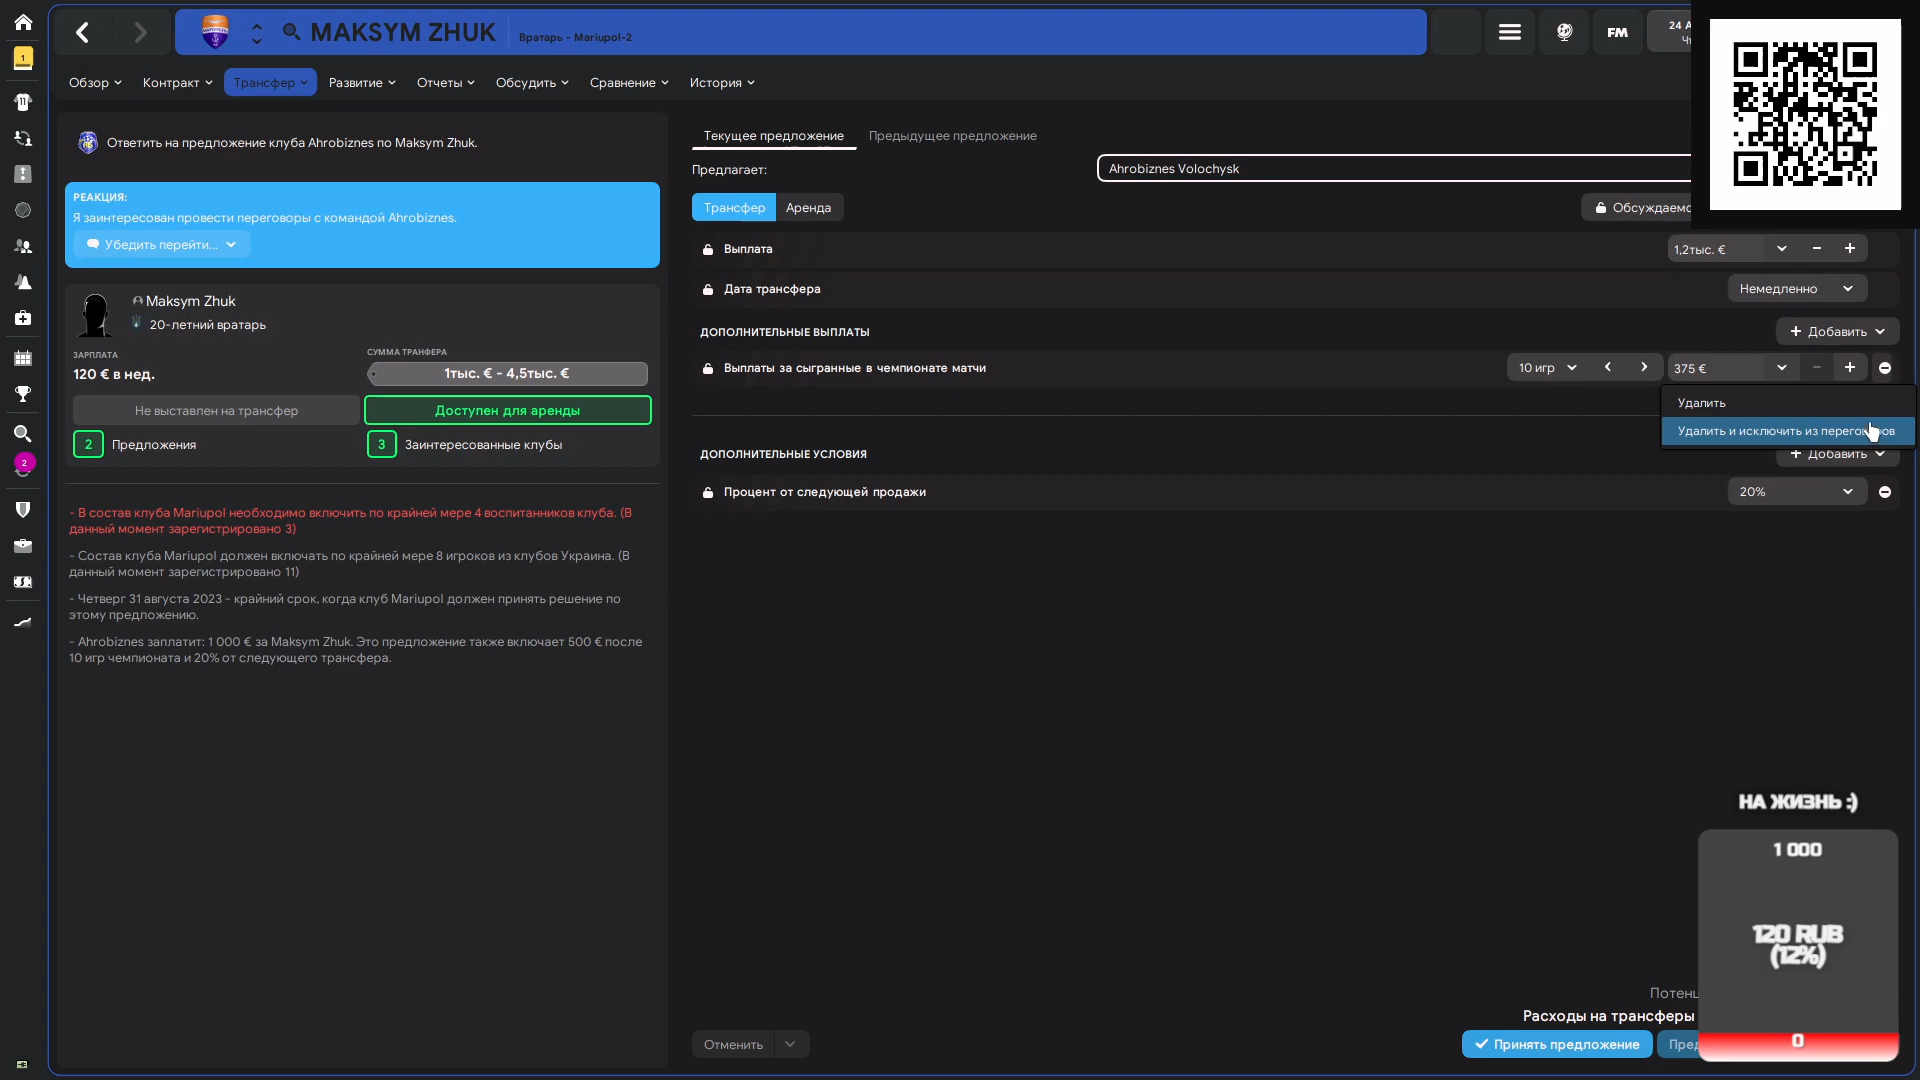 1
MAKSYM ZHUK
Вратарь - Mariupol-2
FM
Обзор
Контракт
Трансфер
Развитие
Отчеты
Обсудить
Сравнение
История
Ответить на предложение клуба Ahrobiznes по Maksym Zhuk.
РЕАКЦИЯ:
Я заинтересован провести переговоры с командой Ahrobiznes.
Убедить перейти...
Maksym Zhuk
20-летний вратарь
ЗАРПЛАТА
120 € в нед.
СУММА ТРАНФЕРА
1тыс. € - 4,5тыс. €
Не выставлен на трансфер
Доступен для аренды
2
Предложения
3
Заинтересованные клубы
2
- В состав клуба Mariupol необходимо включить по крайней мере 4 воспитанников клуба. (В
данный момент зарегистрировано 3)
- Состав клуба Mariupol должен включать по крайней мере 8 игроков из клубов Украина. (В
данный момент зарегистрировано 11)
- Четверг 31 августа 2023 - крайний срок, когда клуб Mariupol должен принять решение по
этому предложению.
- Ahrobiznes заплатит: 1 000 € за Maksym Zhuk. Это предложение также включает 500 € после
10 игр чемпионата и 20% от следующего трансфера.
Текущее предложение
Предыдущее предложение
Предлагает:
Ahrobiznes Volochysk
Трансфер
Аренда
Выплата
1,2тыс. €
Дата трансфера
Немедленно
ДОПОЛНИТЕЛЬНЫЕ ВЫПЛАТЫ
Добавить
Выплаты за сыгранные в чемпионате матчи
10 игр
375 €
Удалить
Удалить и исключить из
ДОПОЛНИТЕЛЬНЫЕ УСЛОВИЯ
Добавить
Процент от следующей продажи
20%
НА ЖИЗНЬ :)
1 000
120 RUB
(12%)
0
Расходы на трансферы
Отменить
Принять предложение